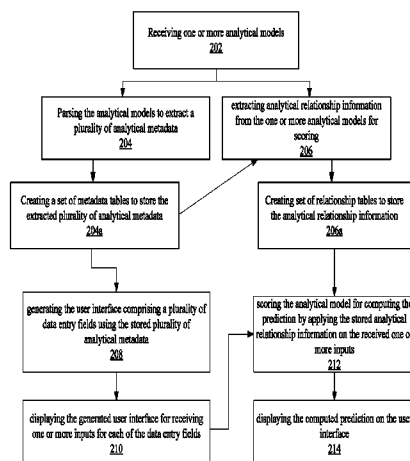 Receiving one or more analytical models
202
Parsing the analytical models to extract a
plurality of analytical metadata
204
extracting analytical relationship information
from the one or more analytical models for
scoring
206
Creating a set of metadata tables to store the
extracted plurality of analytical metadata
204a
Creating set of relationship tables to store
the analytical relationship information
206a
generating the user interface comprising a plurality of
data entry fields using the stored plurality of
analytical metadata
208
scoring the analytical model for computing the
prediction by applying the stored analytical
relationship information on the received one or
more inputs
212
displaying the generated user interface for receiving
one or more inputs for each of the data entry fields
210
displaying the computed prediction on the user
interface
214